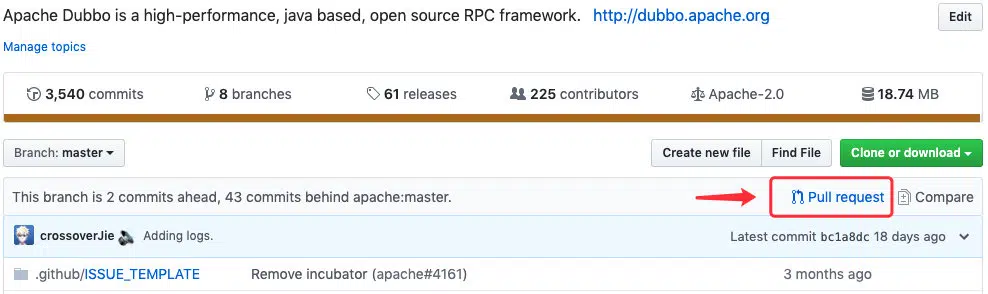 Apache Dubbo is a high-performance, java based, open source RPC framework. http://dubbo.apache.org Edit
Manage topics
3,540 commits 8 branches 61 releases 225 contributors Apache-2.0 18.74 MB
Branch: master Create new file Find File Clone or download
This branch is 2 commits ahead, 43 commits behind apache:master. Pull request Compare
crossoverJie Adding logs. Latest commit bc1a8dc 18 days ago
.github/ISSUE_TEMPLATE Remove incubator (apache#4161) 3 months ago